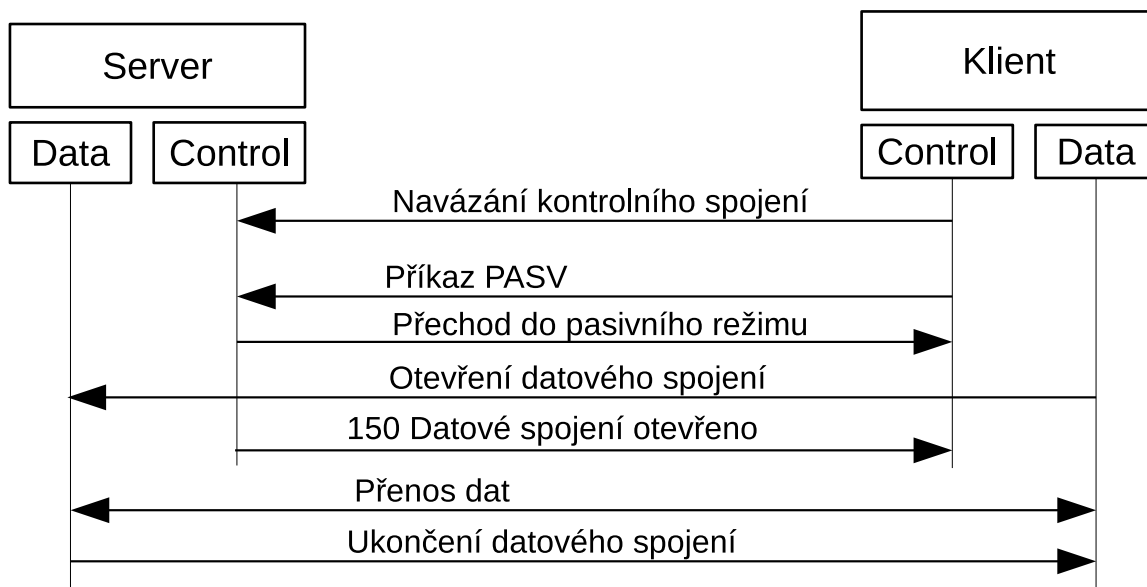 Server
Klient
Data
Control
Control
Data
Navázání kontrolního spojení
Příkaz PASV
Přechod do pasivního režimu
Otevření datového spojení
150 Datové spojení otevřeno
Přenos dat
Ukončení datového spojení